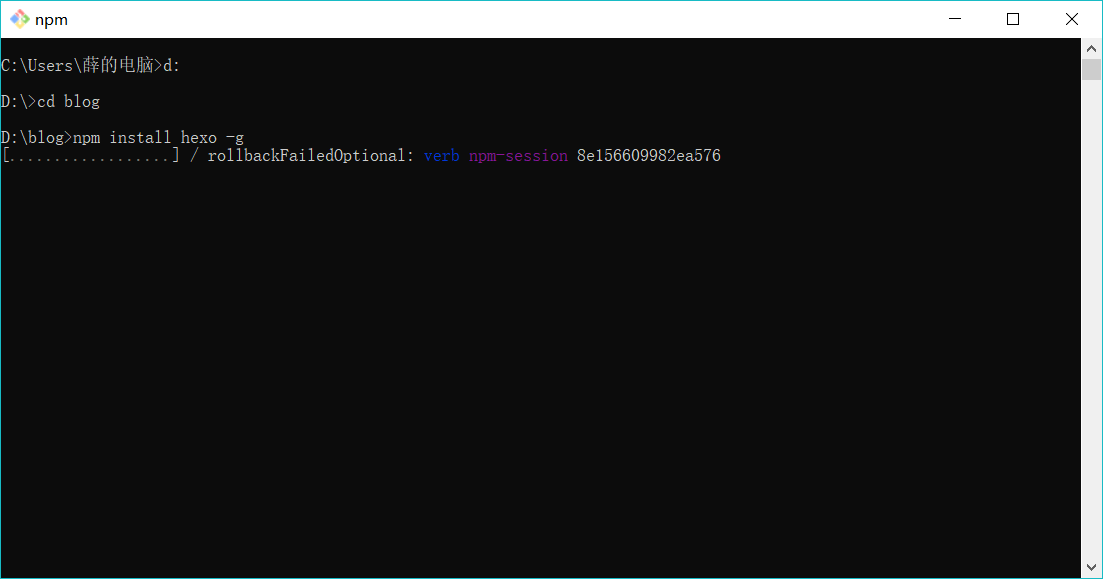 npm
C:\Users\薛的电脑>d:
D:\>cd blog
D:\blog>npm install hexo -g
[..................] / rollbackFailedOptional: verb npm-session 8e156609982ea576